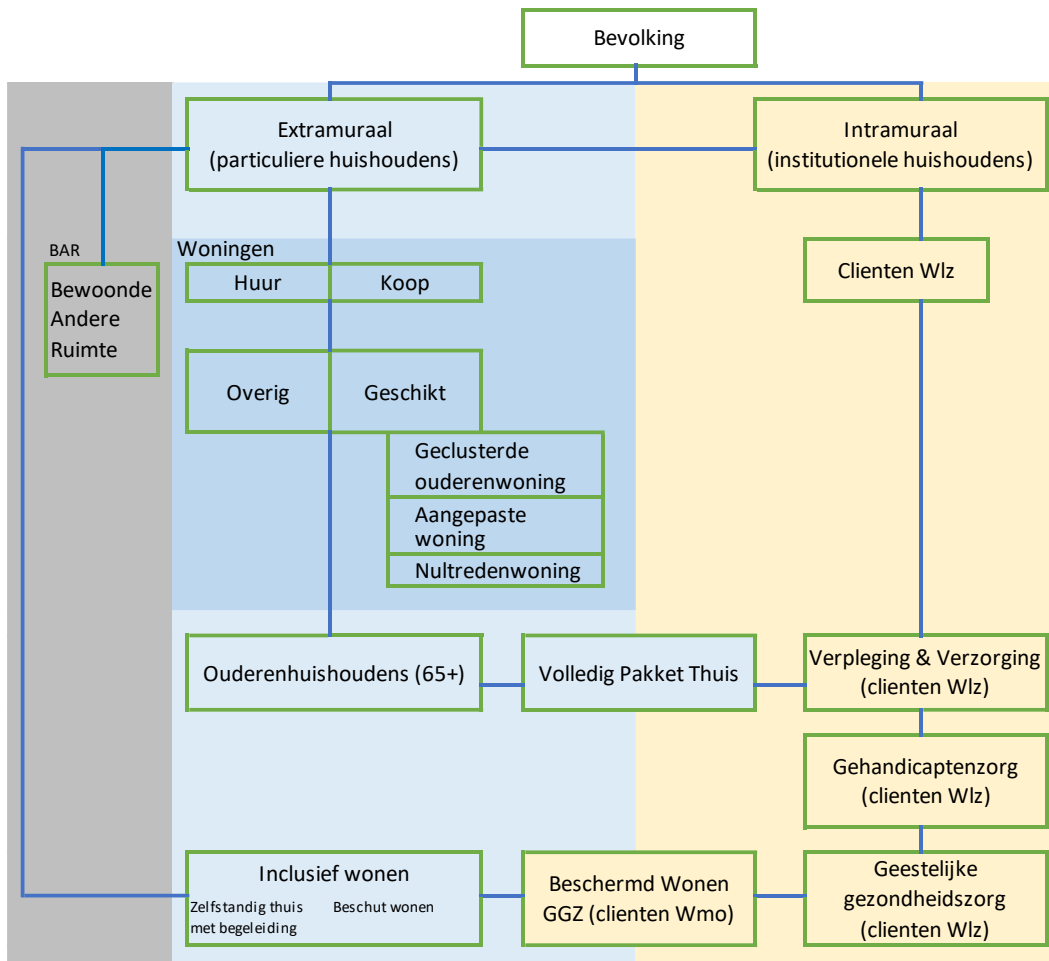 Bevolking
Extramuraal
(particuliere huishoudens)
Intramuraal
(institutionele huishoudens)
BAR
Bewoonde
Andere
Ruimte
Woningen
Huur
Koop
Clienten Wlz
Overig
Geschikt
Geclusterde
ouderenwoning
Aangepaste
woning
Nultredenwoning
Ouderenhuishoudens (65+)
Volledig Pakket Thuis
Verpleging & Verzorging
(clienten Wlz)
Gehandicaptenzorg
(clienten Wlz)
Inclusief wonen
Zelfstandig thuis
met begeleiding
Beschut wonen
Beschermd Wonen
GGZ (clienten Wmo)
Geestelijke
gezondheidszorg
(clienten Wlz)